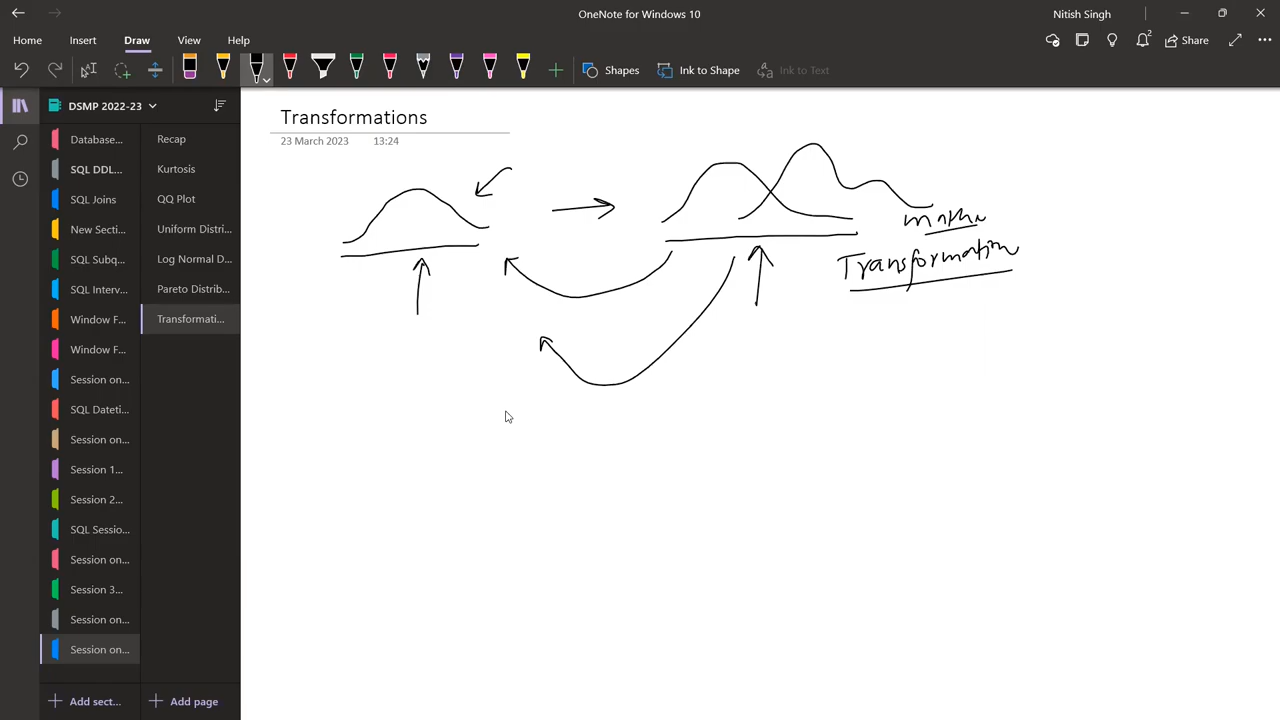 OneNote for Windows 10
Nitish Singh
Home
Insert
Draw
View
Help
Share
Shapes
Ink to Shape
Ink to Text
DSMP 2022-23
Database...
SQL DDL...
SQL Joins
New Secti...
SQL Subq...
SQL Interv...
Window F...
Window F...
Session on...
SQL Dateti...
Session on...
Session 1...
Session 2...
SQL Sessio...
Session on...
Session 3...
Session on...
Session on...
Add sect...
Recap
Kurtosis
QQ Plot
Uniform Distri...
Log Normal D...
Pareto Distrib...
Transformati...
Add page
Transformations
23 March 2023 13:24
Transformation